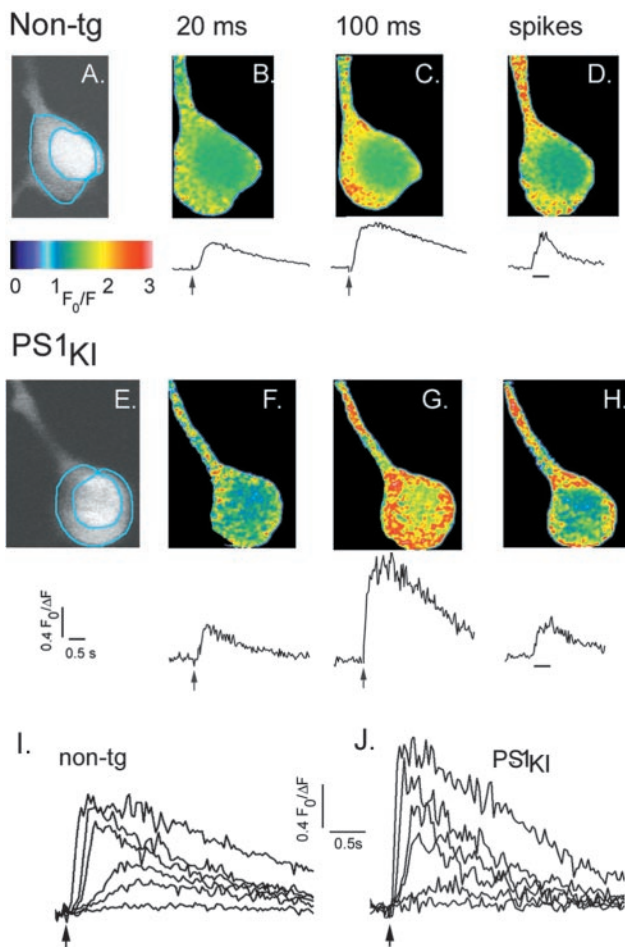 Non-tg 20 ms 100 ms spikes
A. B. C. D.
0 1 2 3
F₀/F
PS1KI
E. F. G. H.
0.4 F₀/ΔF
0.5 s
I. J.
non-tg PS1KI
0.4 F₀/ΔF
0.5s